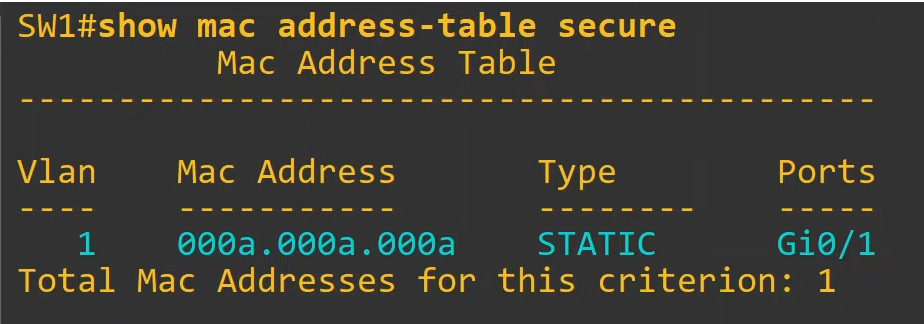 SW1#show mac address-table secure
Mac Address Table
-------------------------------------------
Vlan    Mac Address       Type        Ports
----    -----------       --------    -----
1    000a.000a.000a    STATIC      Gi0/1
Total Mac Addresses for this criterion: 1